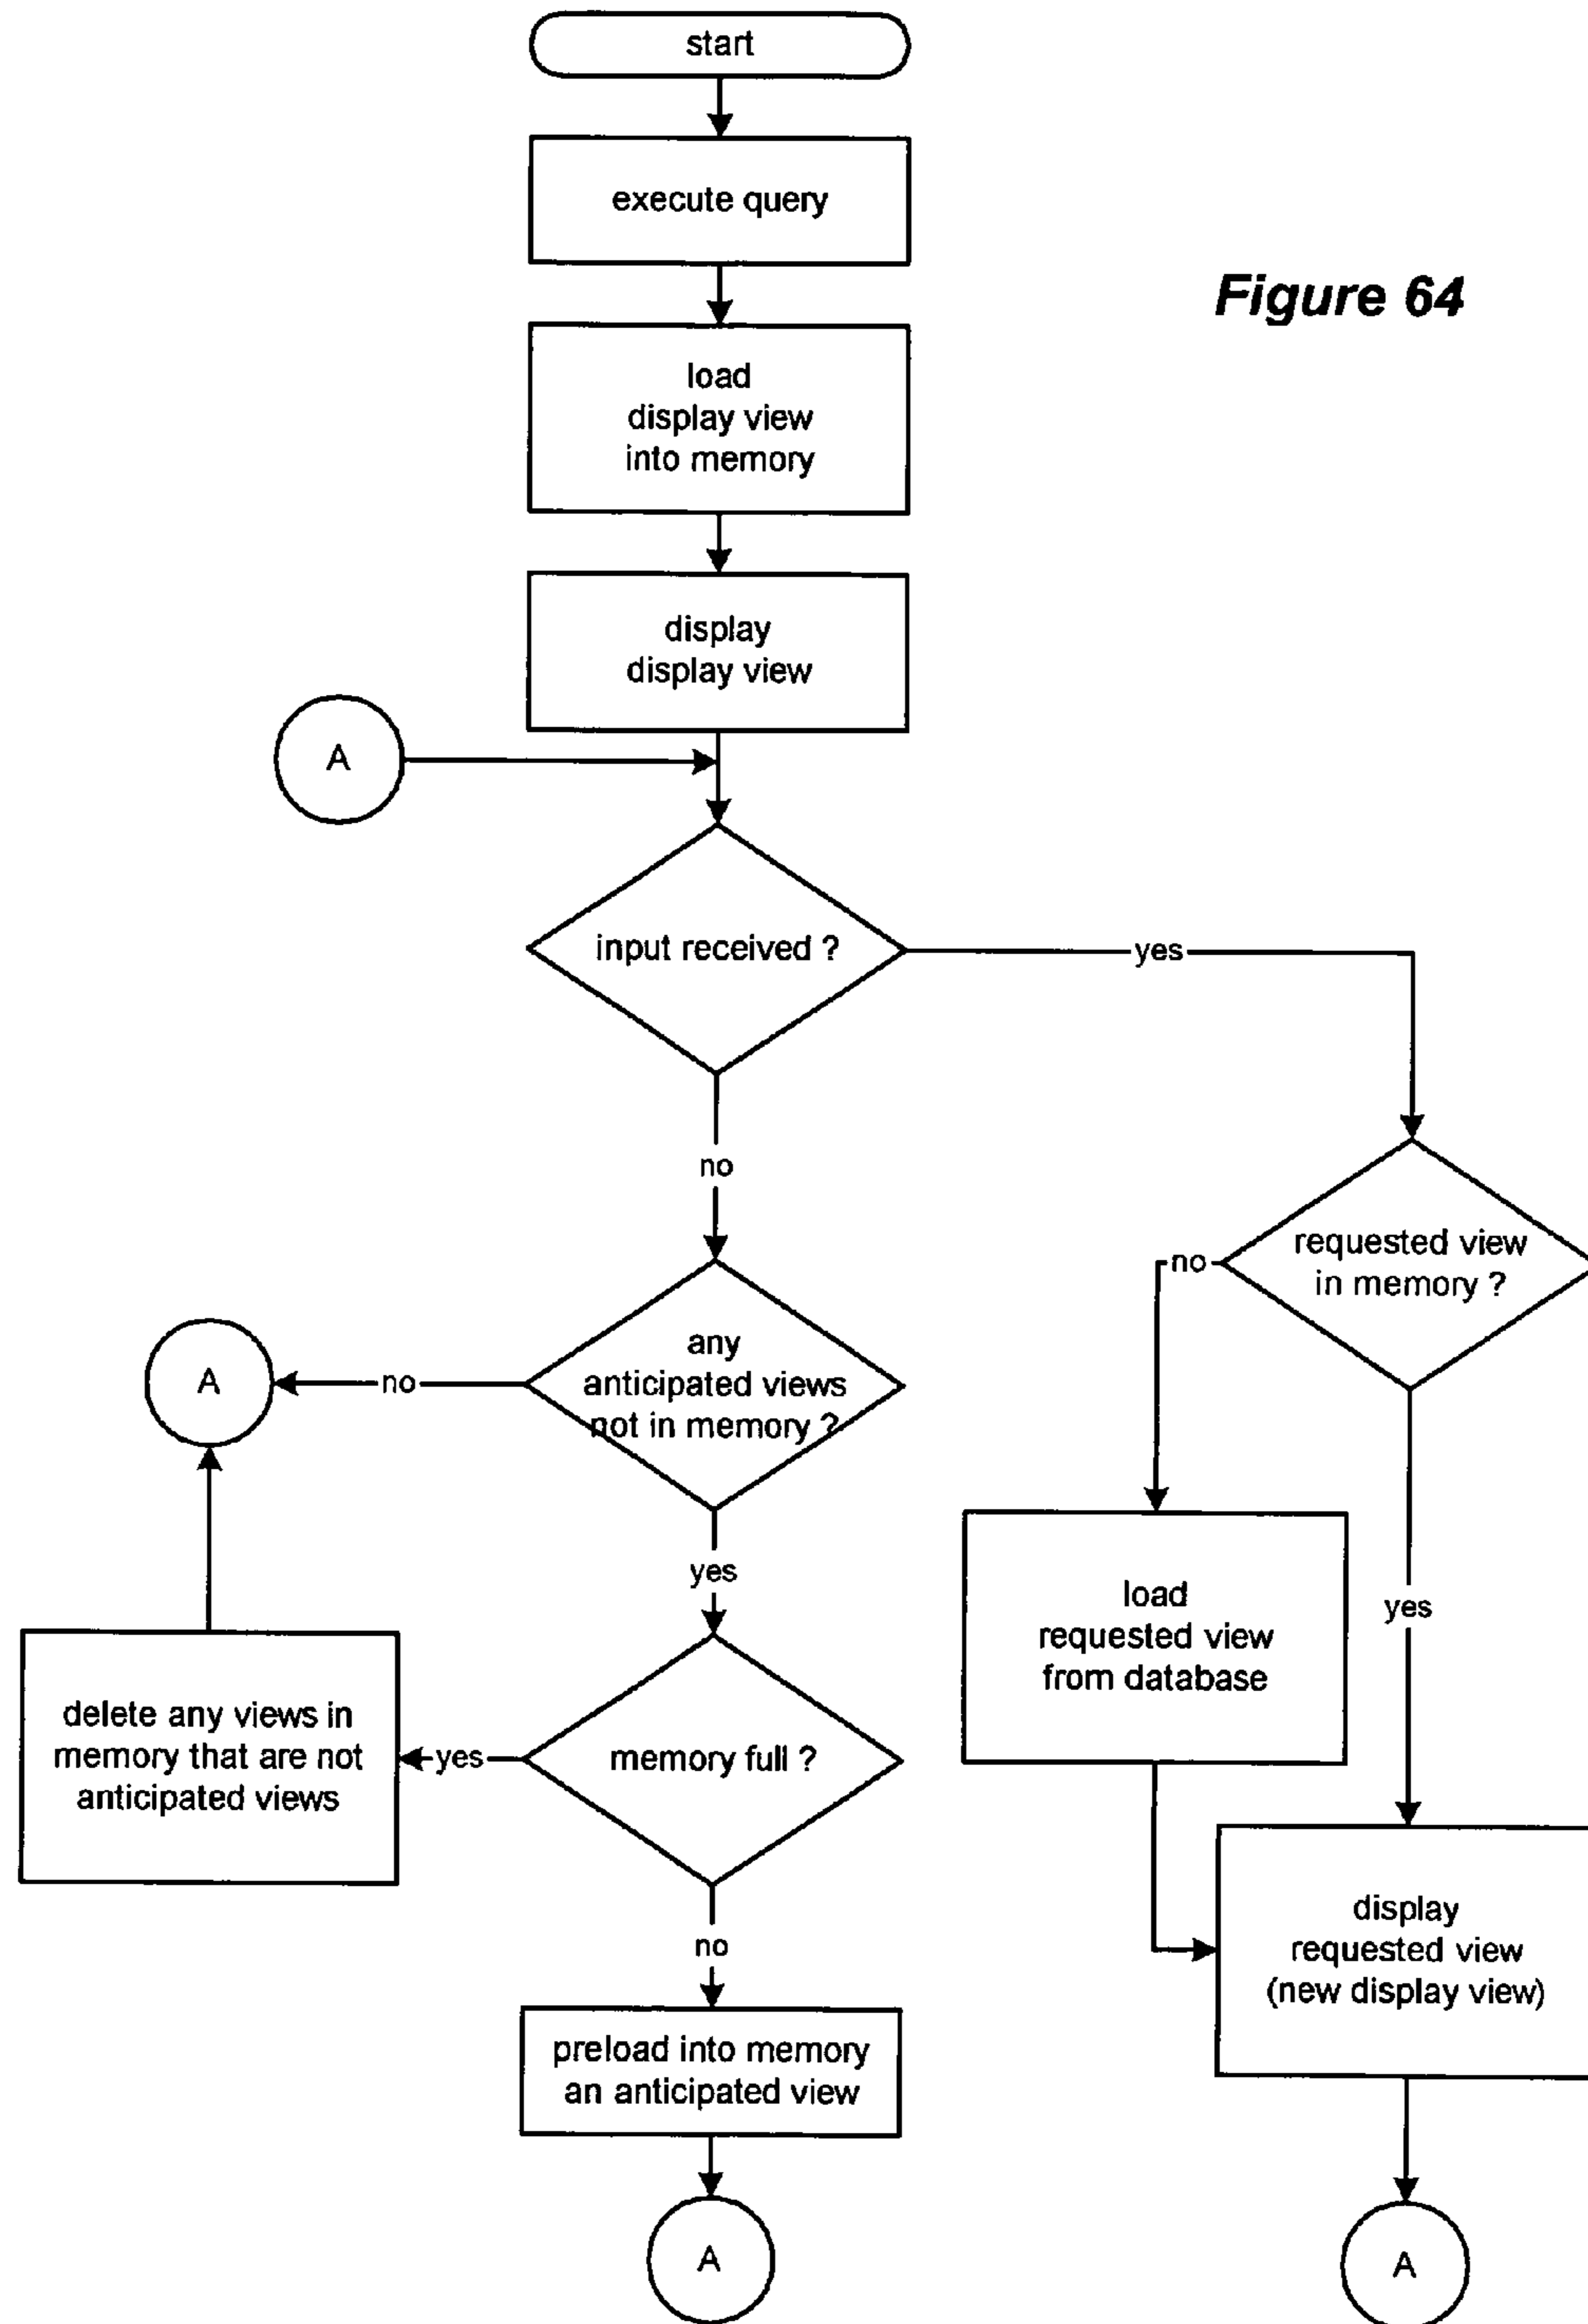 start
execute query
Figure 64
load
display view
into memory
display
display view
A
input received ?
yes
no
requested view
in memory ?
no
any
anticipated views
not in memory ?
no
A
yes
yes
load
requested view
from database
delete any views in
memory that are not
anticipated views
yes
memory full ?
no
display
requested view
(new display view)
preload into memory
an anticipated view
A
A